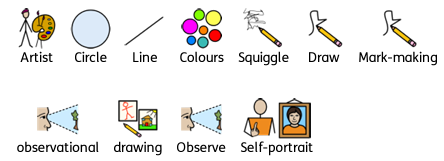 Artist Circle Line Colours Squiggle Draw Mark-making
observational drawing Observe Self-portrait